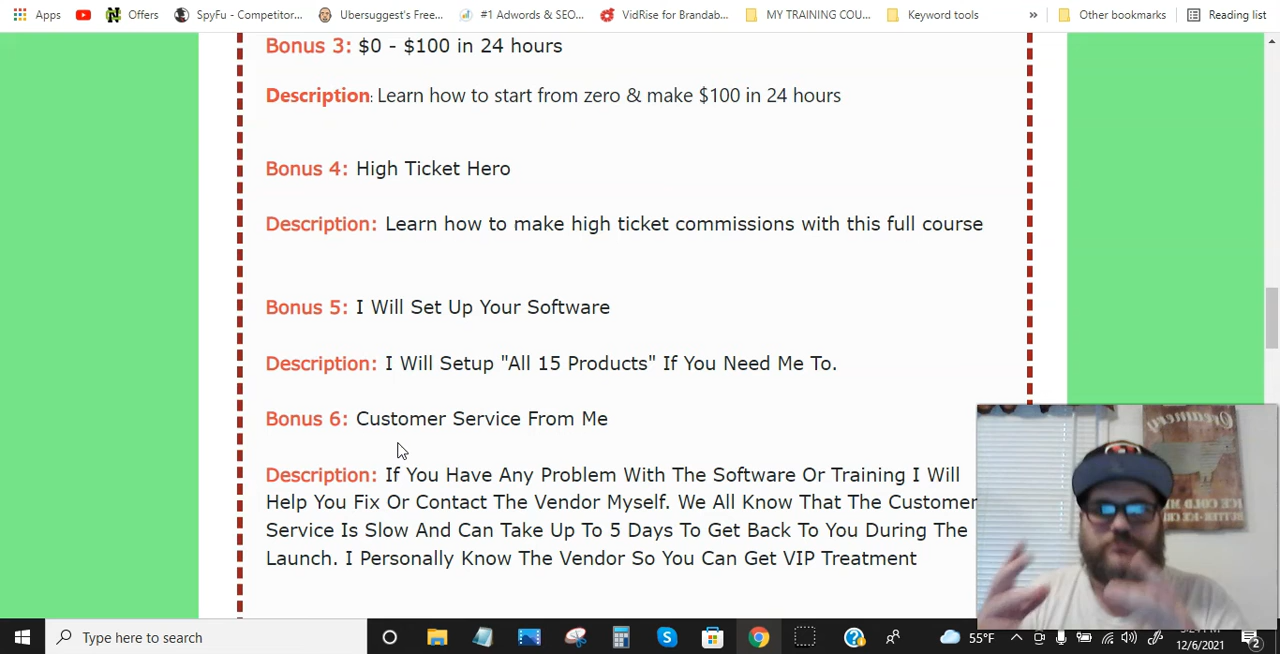 Apps
Offers
SpyFu - Competitor...
Ubersuggest's Free...
#1 Adwords & SEO...
VidRise for Brandab...
MY TRAINING COU...
Keyword tools
»
Other bookmarks
Reading list
Bonus 3: $0 - $100 in 24 hours
Description: Learn how to start from zero & make $100 in 24 hours
Bonus 4: High Ticket Hero
Description: Learn how to make high ticket commissions with this full course
Bonus 5: I Will Set Up Your Software
Description: I Will Setup "All 15 Products" If You Need Me To.
Bonus 6: Customer Service From Me
Description: If You Have Any Problem With The Software Or Training I Will
Help You Fix Or Contact The Vendor Myself. We All Know That The Customer
Service Is Slow And Can Take Up To 5 Days To Get Back To You During The
Launch. I Personally Know The Vendor So You Can Get VIP Treatment
Creamery
ICE COLD
Type here to search
55°F
12/6/2021
2